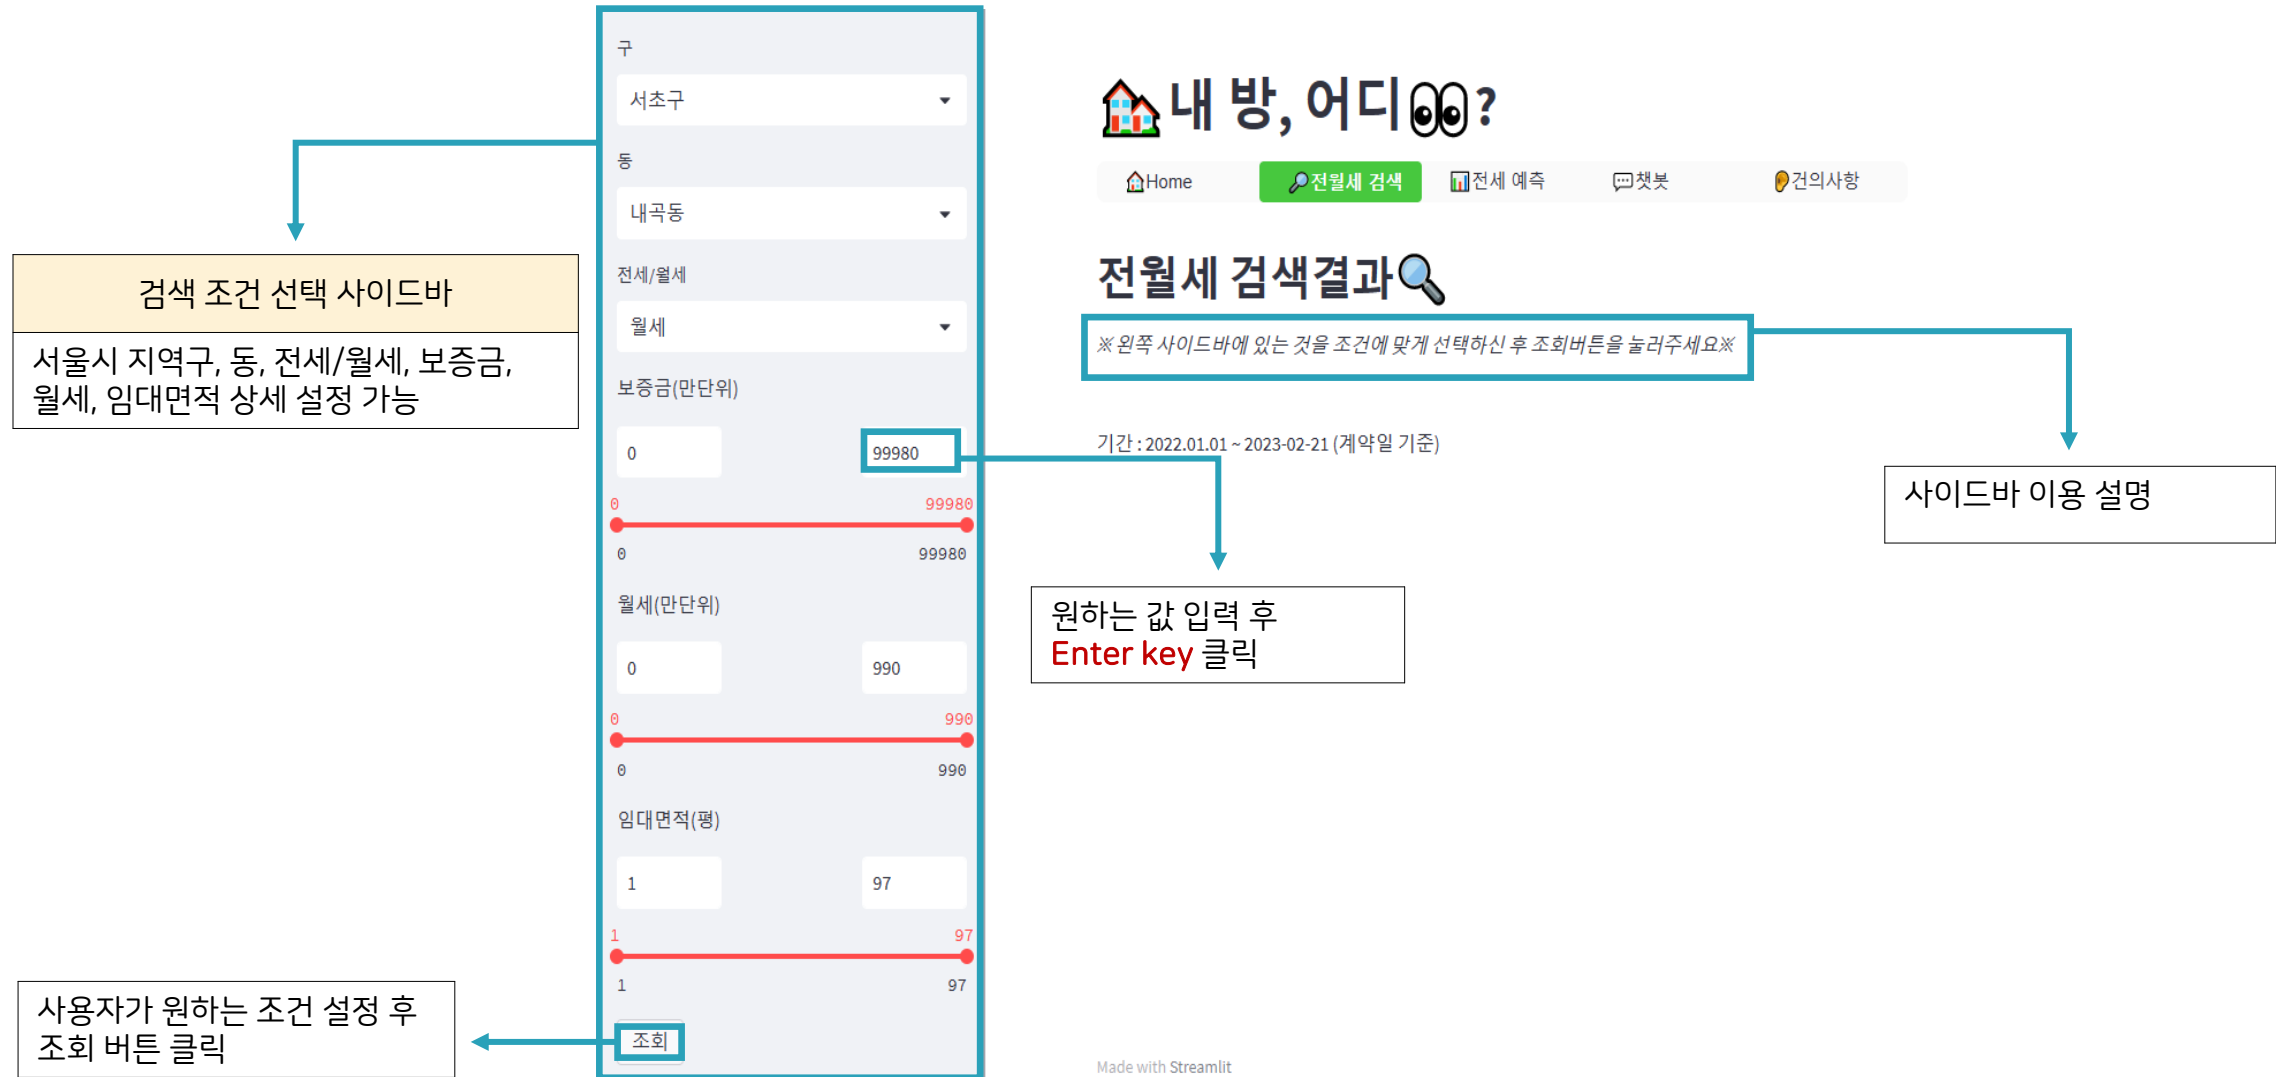 검색 조건 선택 사이드바
서울시 지역구, 동, 전세/월세, 보증금,
월세, 임대면적 상세 설정 가능
사용자가 원하는 조건 설정 후
조회 버튼 클릭
구
서초구
동
내곡동
전세/월세
월세
보증금(만단위)
0 99980
0 99980
0 99980
월세(만단위)
0 990
0 990
0 990
임대면적(평)
1 97
1 97
1 97
조회
내 방, 어디👀?
Home 전월세 검색 전세 예측 챗봇 건의사항
전월세 검색결과
※왼쪽 사이드바에 있는 것을 조건에 맞게 선택하신 후 조회버튼을 눌러주세요※
기간 : 2022.01.01 ~ 2023-02-21 (계약일 기준)
사이드바 이용 설명
원하는 값 입력 후
Enter key 클릭
Made with Streamlit